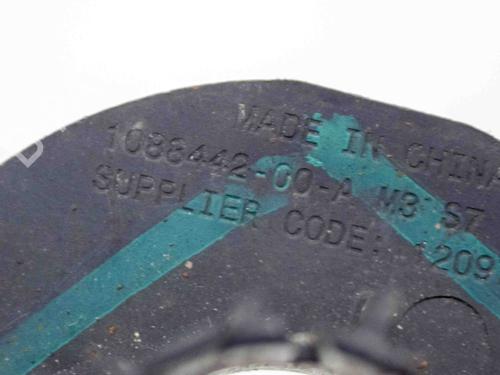 MADE IN CHINA
1088442-00-A M3 S7
SUPPLIER CODE: 1209